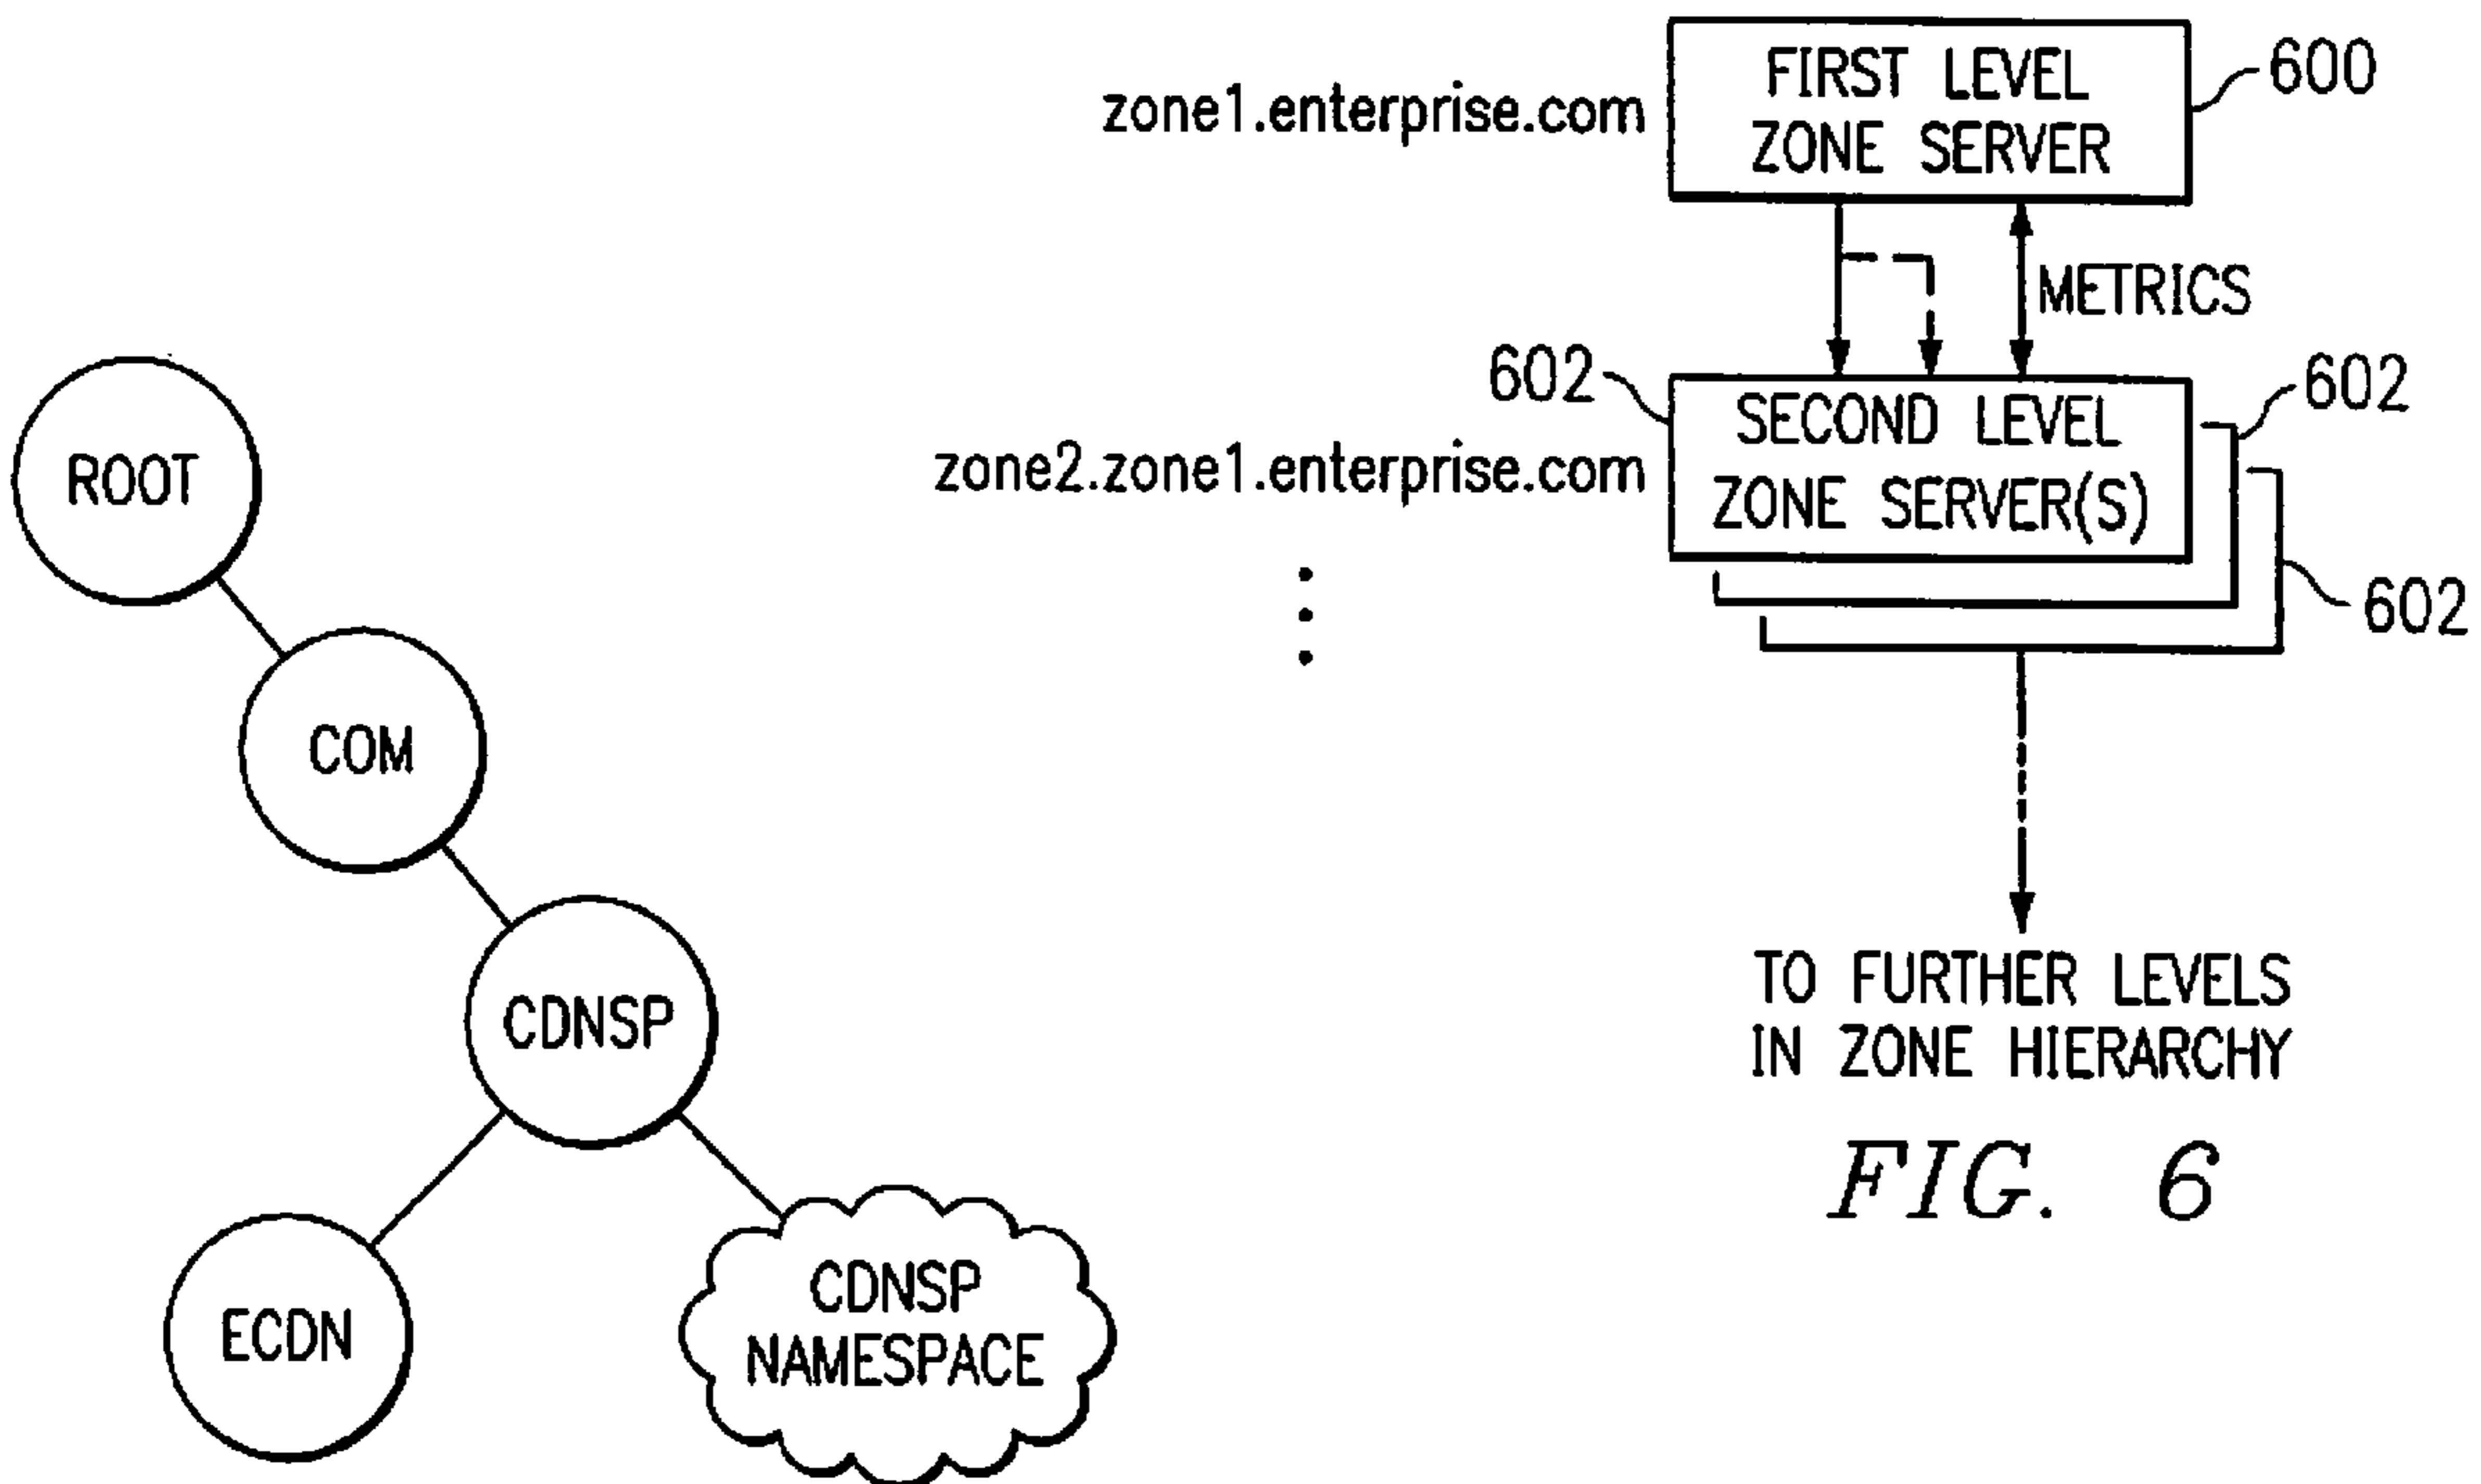 FIRST LEVEL
ZONE SERVER
600
zone1.enterprise.com
METRICS
602
SECOND LEVEL
ZONE SERVER(S)
602
zone2.zone1.enterprise.com
602
TO FURTHER LEVELS
IN ZONE HIERARCHY
FIG. 6
ROOT
COM
CDNSP
ECDN
CDNSP
NAMESPACE